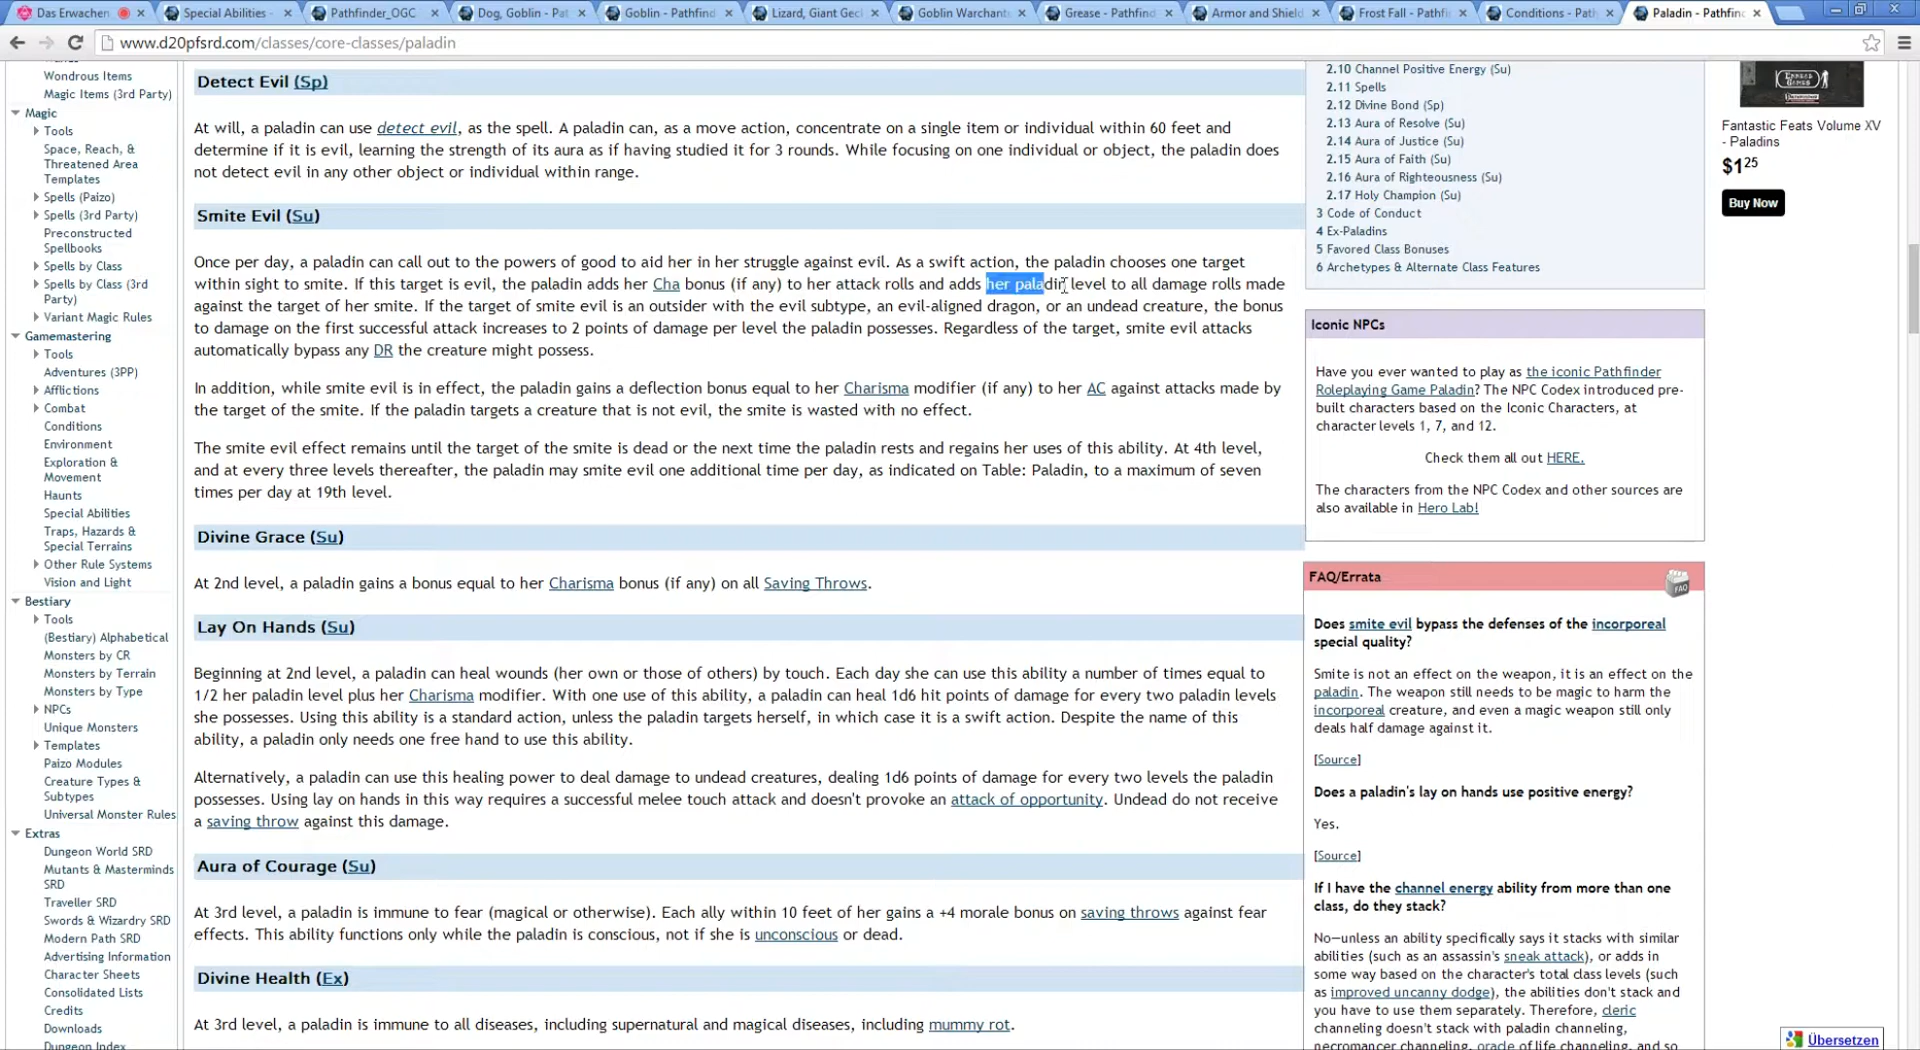 Das Erwachen
Special Abilities -
Pathfinder_OGC
Dog, Goblin - Pat
Goblin - Pathfind
Lizard, Giant Gec
Goblin Warchant
Grease - Pathfind
Armor and Shield
Frost Fall - Pathfi
Conditions - Path
Paladin - Pathfind
www.d20pfsrd.com/classes/core-classes/paladin
Wondrous Items
Magic Items (3rd Party)
Magic
Tools
Space, Reach, &
Threatened Area
Templates
Spells (Paizo)
Spells (3rd Party)
Preconstructed
Spellbooks
Spells by Class
Spells by Class (3rd
Party)
Variant Magic Rules
Gamemastering
Tools
Adventures (3PP)
Afflictions
Combat
Conditions
Environment
Exploration &
Movement
Haunts
Special Abilities
Traps, Hazards &
Special Terrains
Other Rule Systems
Vision and Light
Bestiary
Tools
(Bestiary) Alphabetical
Monsters by CR
Monsters by Terrain
Monsters by Type
NPCs
Unique Monsters
Templates
Paizo Modules
Creature Types &
Subtypes
Universal Monster Rules
Extras
Dungeon World SRD
Mutants & Masterminds
SRD
Traveller SRD
Swords & Wizardry SRD
Modern Path SRD
Advertising Information
Character Sheets
Consolidated Lists
Credits
Downloads
Dungeon Index
Detect Evil (Sp)
At will, a paladin can use detect evil, as the spell. A paladin can, as a move action, concentrate on a single item or individual within 60 feet and
determine if it is evil, learning the strength of its aura as if having studied it for 3 rounds. While focusing on one individual or object, the paladin does
not detect evil in any other object or individual within range.
Smite Evil (Su)
Once per day, a paladin can call out to the powers of good to aid her in her struggle against evil. As a swift action, the paladin chooses one target
within sight to smite. If this target is evil, the paladin adds her Cha bonus (if any) to her attack rolls and adds her paladin level to all damage rolls made
against the target of her smite. If the target of smite evil is an outsider with the evil subtype, an evil-aligned dragon, or an undead creature, the bonus
to damage on the first successful attack increases to 2 points of damage per level the paladin possesses. Regardless of the target, smite evil attacks
automatically bypass any DR the creature might possess.
In addition, while smite evil is in effect, the paladin gains a deflection bonus equal to her Charisma modifier (if any) to her AC against attacks made by
the target of the smite. If the paladin targets a creature that is not evil, the smite is wasted with no effect.
The smite evil effect remains until the target of the smite is dead or the next time the paladin rests and regains her uses of this ability. At 4th level,
and at every three levels thereafter, the paladin may smite evil one additional time per day, as indicated on Table: Paladin, to a maximum of seven
times per day at 19th level.
Divine Grace (Su)
At 2nd level, a paladin gains a bonus equal to her Charisma bonus (if any) on all Saving Throws.
Lay On Hands (Su)
Beginning at 2nd level, a paladin can heal wounds (her own or those of others) by touch. Each day she can use this ability a number of times equal to
1/2 her paladin level plus her Charisma modifier. With one use of this ability, a paladin can heal 1d6 hit points of damage for every two paladin levels
she possesses. Using this ability is a standard action, unless the paladin targets herself, in which case it is a swift action. Despite the name of this
ability, a paladin only needs one free hand to use this ability.
Alternatively, a paladin can use this healing power to deal damage to undead creatures, dealing 1d6 points of damage for every two levels the paladin
possesses. Using lay on hands in this way requires a successful melee touch attack and doesn't provoke an attack of opportunity. Undead do not receive
a saving throw against this damage.
Aura of Courage (Su)
At 3rd level, a paladin is immune to fear (magical or otherwise). Each ally within 10 feet of her gains a +4 morale bonus on saving throws against fear
effects. This ability functions only while the paladin is conscious, not if she is unconscious or dead.
Divine Health (Ex)
At 3rd level, a paladin is immune to all diseases, including supernatural and magical diseases, including mummy rot.
2.10 Channel Positive Energy (Su)
2.11 Spells
2.12 Divine Bond (Sp)
2.13 Aura of Resolve (Su)
2.14 Aura of Justice (Su)
2.15 Aura of Faith (Su)
2.16 Aura of Righteousness (Su)
2.17 Holy Champion (Su)
3 Code of Conduct
4 Ex-Paladins
5 Favored Class Bonuses
6 Archetypes & Alternate Class Features
Iconic NPCs
Have you ever wanted to play as the iconic Pathfinder
Roleplaying Game Paladin? The NPC Codex introduced pre-
built characters based on the Iconic Characters, at
character levels 1, 7, and 12.
Check them all out HERE.
The characters from the NPC Codex and other sources are
also available in Hero Lab!
FAQ/Errata
FAQ
Does smite evil bypass the defenses of the incorporeal
special quality?
Smite is not an effect on the weapon, it is an effect on the
paladin. The weapon still needs to be magic to harm the
incorporeal creature, and even a magic weapon still only
deals half damage against it.
[Source]
Does a paladin's lay on hands use positive energy?
Yes.
[Source]
If I have the channel energy ability from more than one
class, do they stack?
No—unless an ability specifically says it stacks with similar
abilities (such as an assassin's sneak attack), or adds in
some way based on the character's total class levels (such
as improved uncanny dodge), the abilities don't stack and
you have to use them separately. Therefore, cleric
channeling doesn't stack with paladin channeling,
necromancer channeling, oracle of life channeling, and so
Fantastic Feats Volume XV
- Paladins
$125
Buy Now
Übersetzen